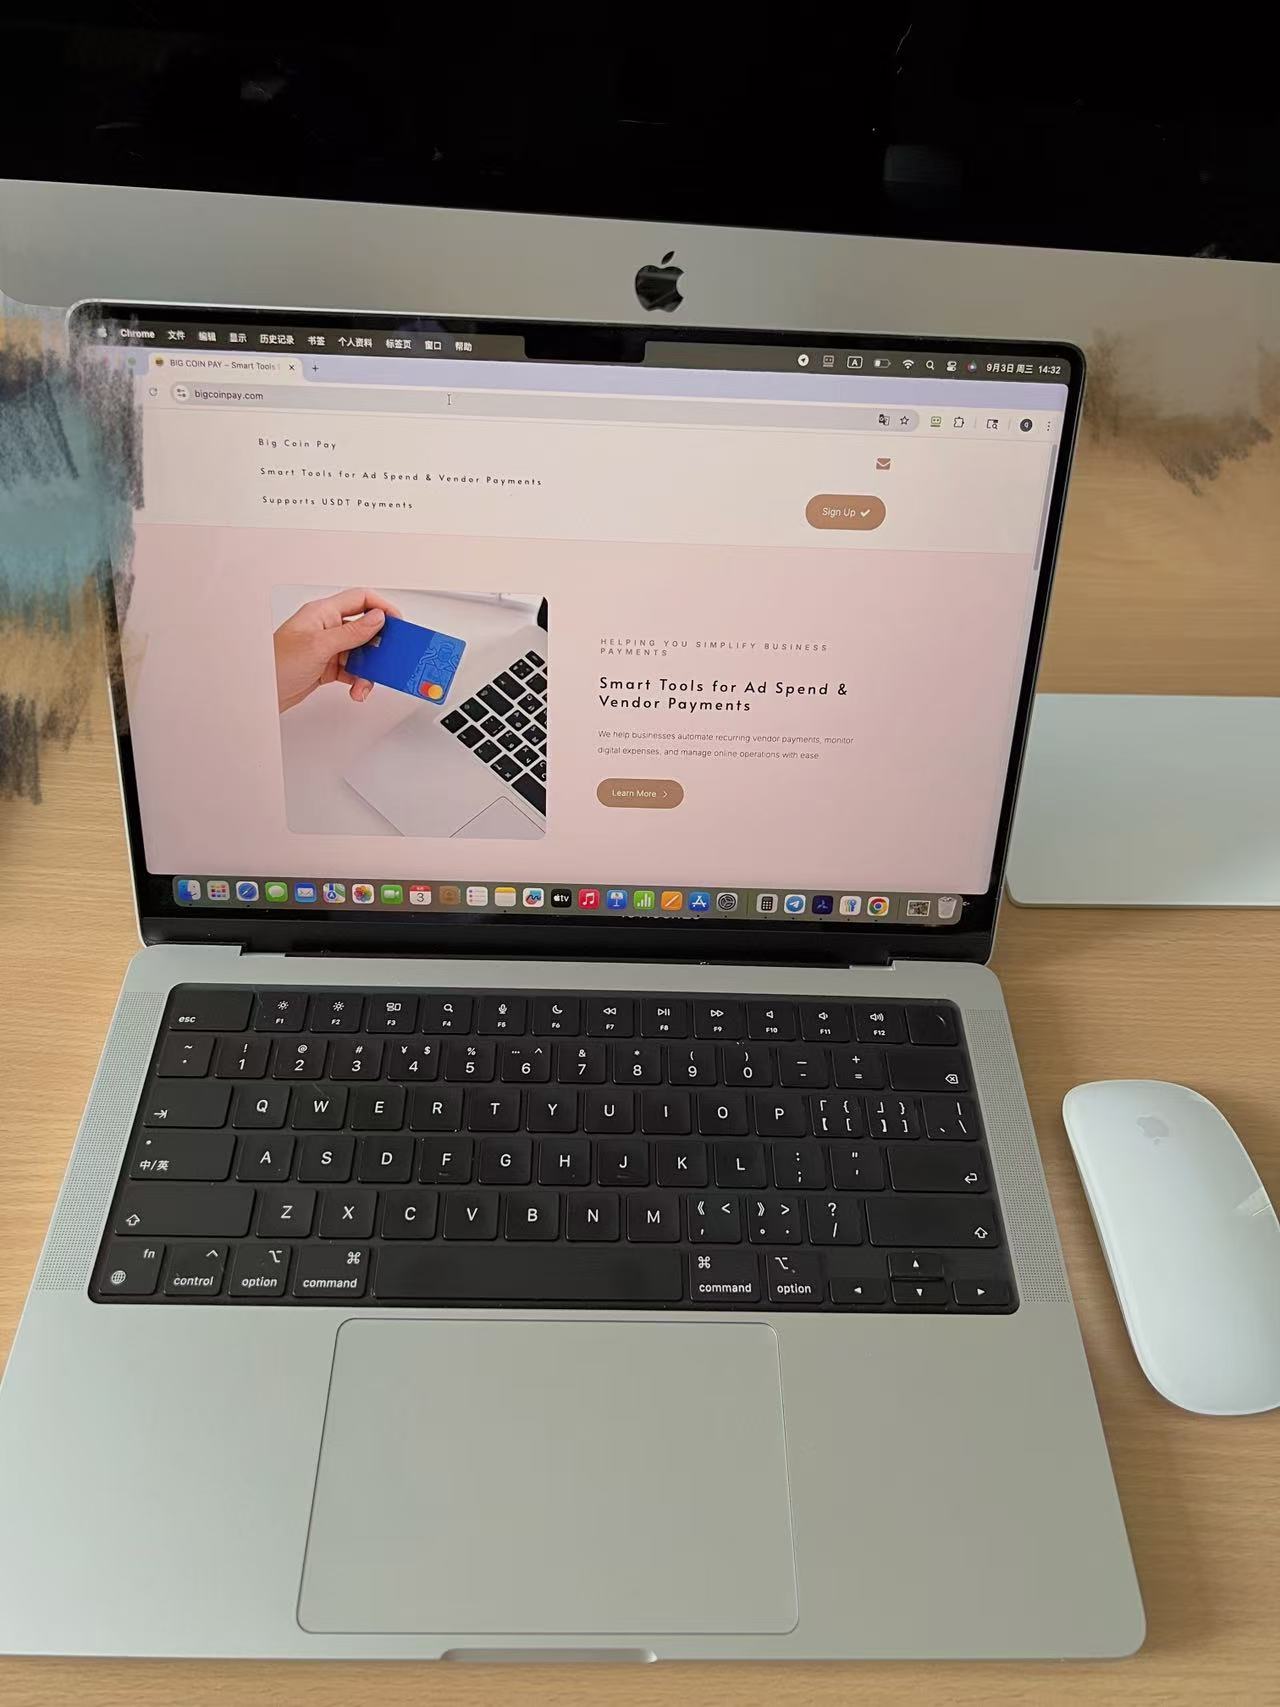 Chrome 文件 编辑 显示 历史记录 书签 个人资料 标签页 窗口 帮助
A 9月3日 周三 14:32
BIG COIN PAY – Smart Tools
bigcoinpay.com
Big Coin Pay
Smart Tools for Ad Spend & Vendor Payments
Supports USDT Payments
Sign Up
HELPING YOU SIMPLIFY BUSINESS
PAYMENTS
Smart Tools for Ad Spend &
Vendor Payments
We help businesses automate recurring vendor payments, monitor
digital expenses, and manage online operations with ease.
Learn More
3
tv
esc F1 F2 F3 F4 F5 F6 F7 F8 F9 F10 F11 F12
~ · ! 1 @ 2 # 3 ¥ $ 4 % 5 … ^ 6 & 7 * 8 ( 9 ) 0 — - + =
Q W E R T Y U I O P 「 { 【 [ 」 } 】 ] | 、 \
中/英 A S D F G H J K L : ; " '
Z X C V B N M 《 < , 》 > 。 . ? /
fn control option command command option